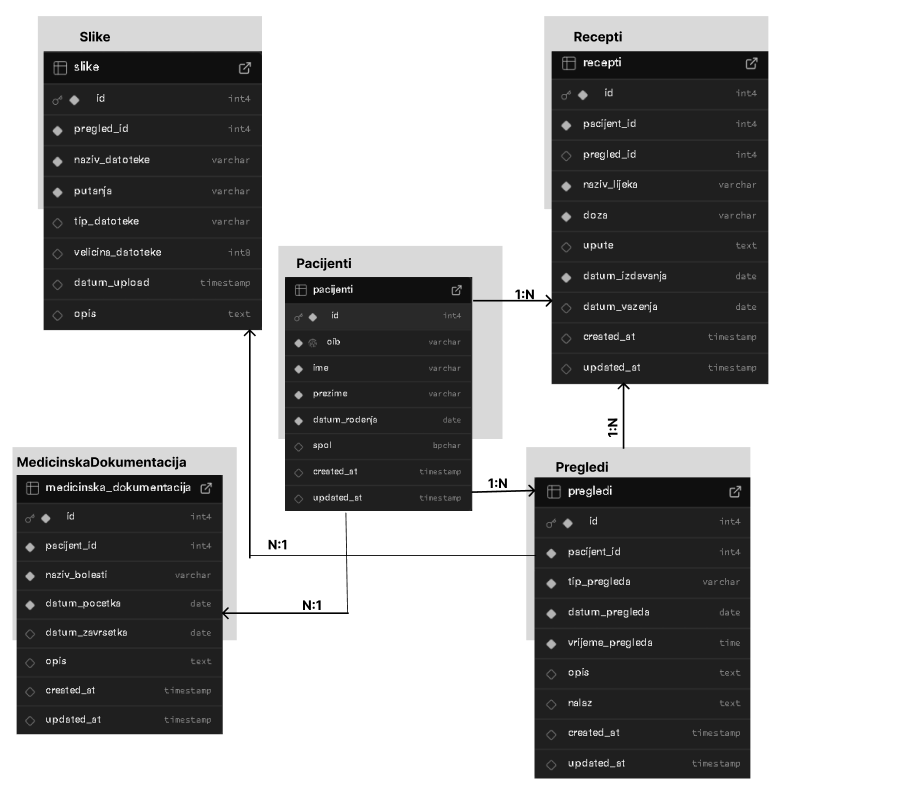 Slike
slike
id int4
pregled_id int4
naziv_datoteke varchar
putanja varchar
tip_datoteke varchar
velicina_datoteke int8
datum_upload timestamp
opis text
Recepti
recepti
id int4
pacijent_id int4
pregled_id int4
naziv_lijeka varchar
doza varchar
upute text
datum_izdavanja date
datum_vazenja date
created_at timestamp
updated_at timestamp
Pacijenti
pacijenti
id int4
oib varchar
ime varchar
prezime varchar
datum_rodenja date
spol bpchar
created_at timestamp
updated_at timestamp
1:N
1:N
1:N
N:1
N:1
MedicinskaDokumentacija
medicinska_dokumentacija
id int4
pacijent_id int4
naziv_bolesti varchar
datum_pocetka date
datum_zavrsetka date
opis text
created_at timestamp
updated_at timestamp
Pregledi
pregledi
id int4
pacijent_id int4
tip_pregleda varchar
datum_pregleda date
vrijeme_pregleda time
opis text
nalaz text
created_at timestamp
updated_at timestamp